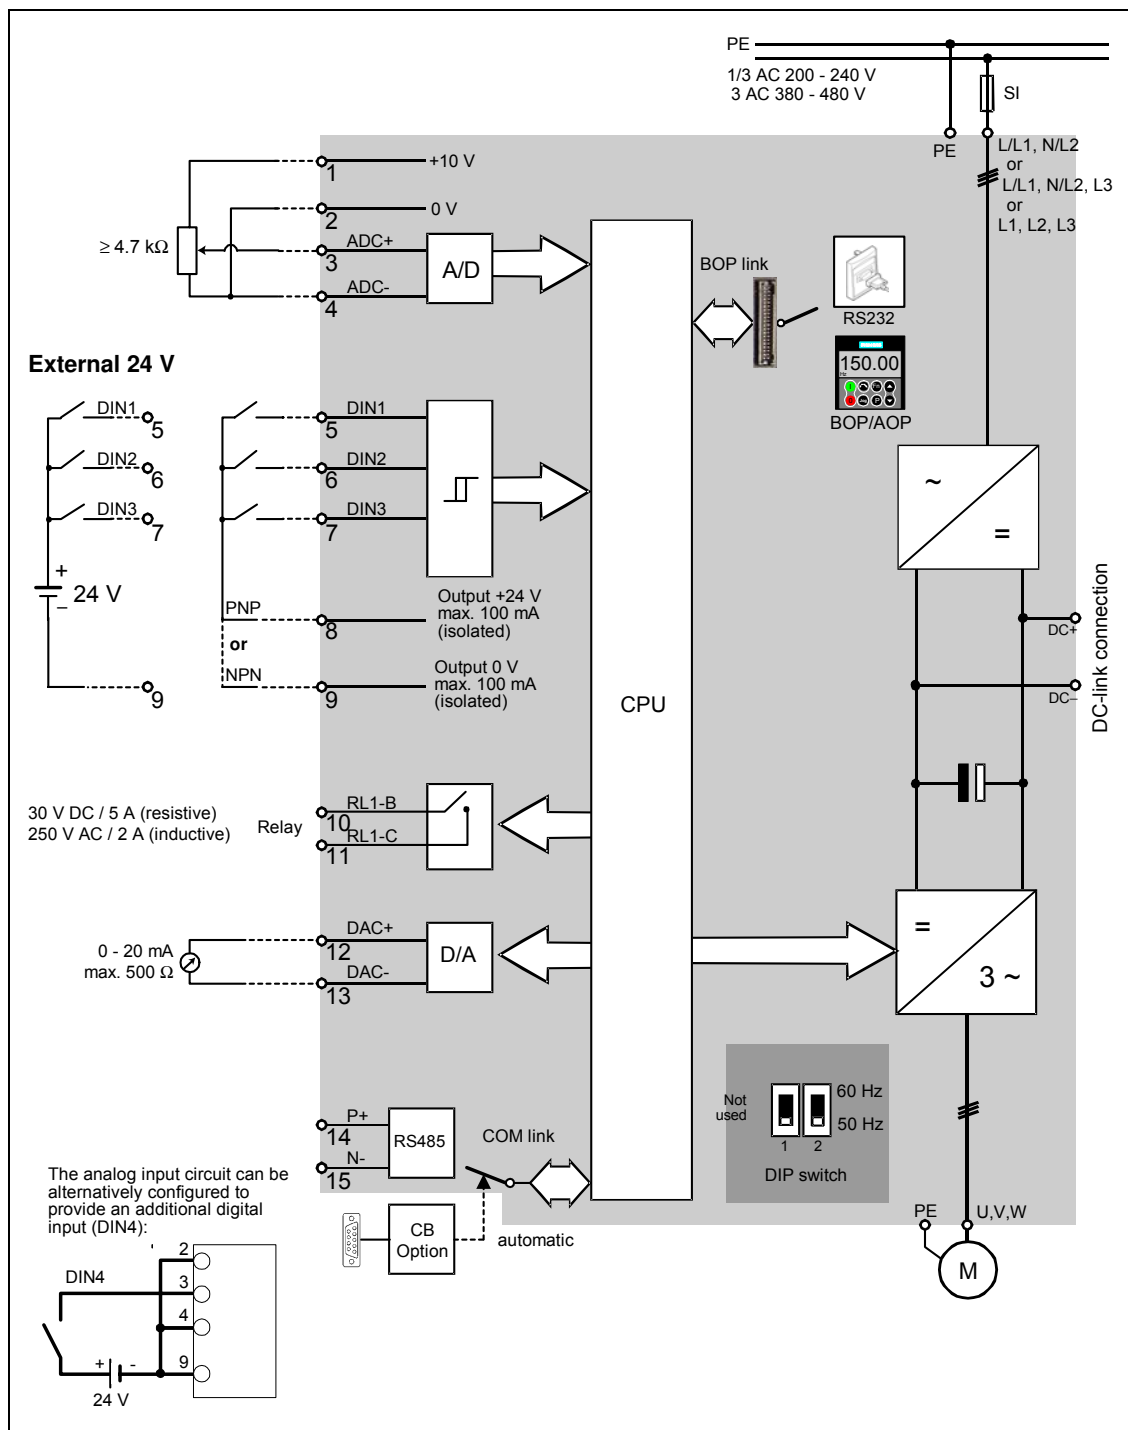 PE
1/3 AC 200 - 240 V
3 AC 380 - 480 V
SI
PE
L/L1, N/L2
or
L/L1, N/L2, L3
or
L1, L2, L3
1
+10 V
2
0 V
≥ 4.7 kΩ
ADC+
3
ADC-
4
A/D
BOP link
RS232
150.00
Hz
BOP/AOP
External 24 V
DIN1
5
DIN2
6
DIN3
7
+
24 V
–
9
DIN1
5
DIN2
6
DIN3
7
PNP
8
or
NPN
9
Output +24 V
max. 100 mA
(isolated)
Output 0 V
max. 100 mA
(isolated)
CPU
~
=
DC+
DC–
DC-link connection
30 V DC / 5 A (resistive)
250 V AC / 2 A (inductive)
Relay
RL1-B
10
RL1-C
11
0 - 20 mA
max. 500 Ω
DAC+
12
DAC-
13
D/A
=
3 ~
Not
used
60 Hz
50 Hz
1
2
DIP switch
P+
14
N-
15
RS485
COM link
CB
Option
automatic
PE
U,V,W
M
The analog input circuit can be
alternatively configured to
provide an additional digital
input (DIN4):
DIN4
2
3
4
9
+
-
24 V